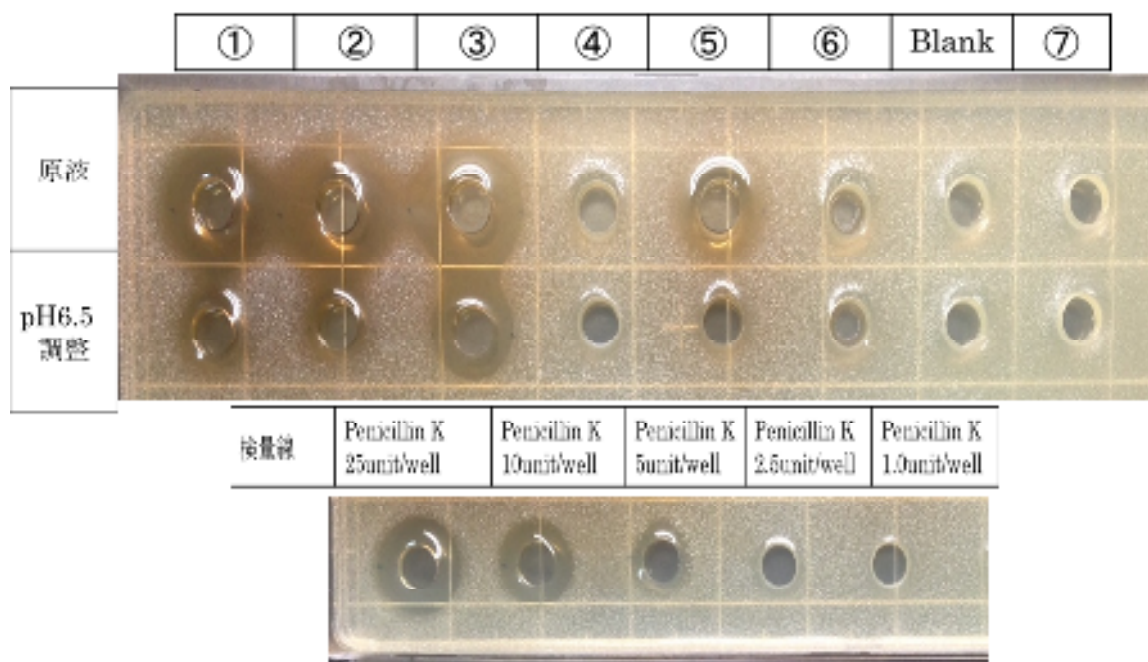 ① ② ③ ④ ⑤ ⑥ Blank ⑦
原液
pH6.5
調整
検量線
Penicillin K
25unit/well
Penicillin K
10unit/well
Penicillin K
5unit/well
Penicillin K
2.5unit/well
Penicillin K
1.0unit/well